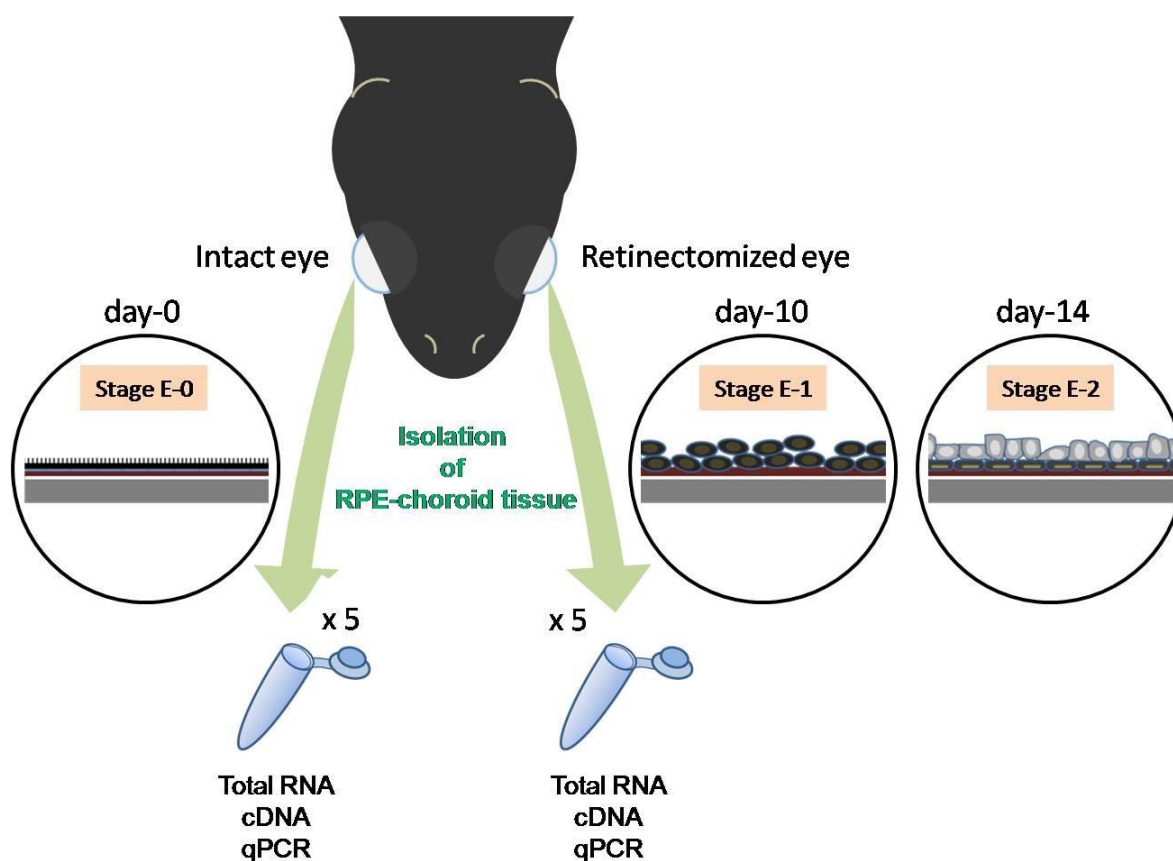 Intact eye
Retinectomized eye
day-0
day-10
day-14
Stage E-0
Stage E-1
Stage E-2
Isolation
of
RPE-choroid tissue
x 5
x 5
Total RNA
cDNA
qPCR
Total RNA
cDNA
qPCR